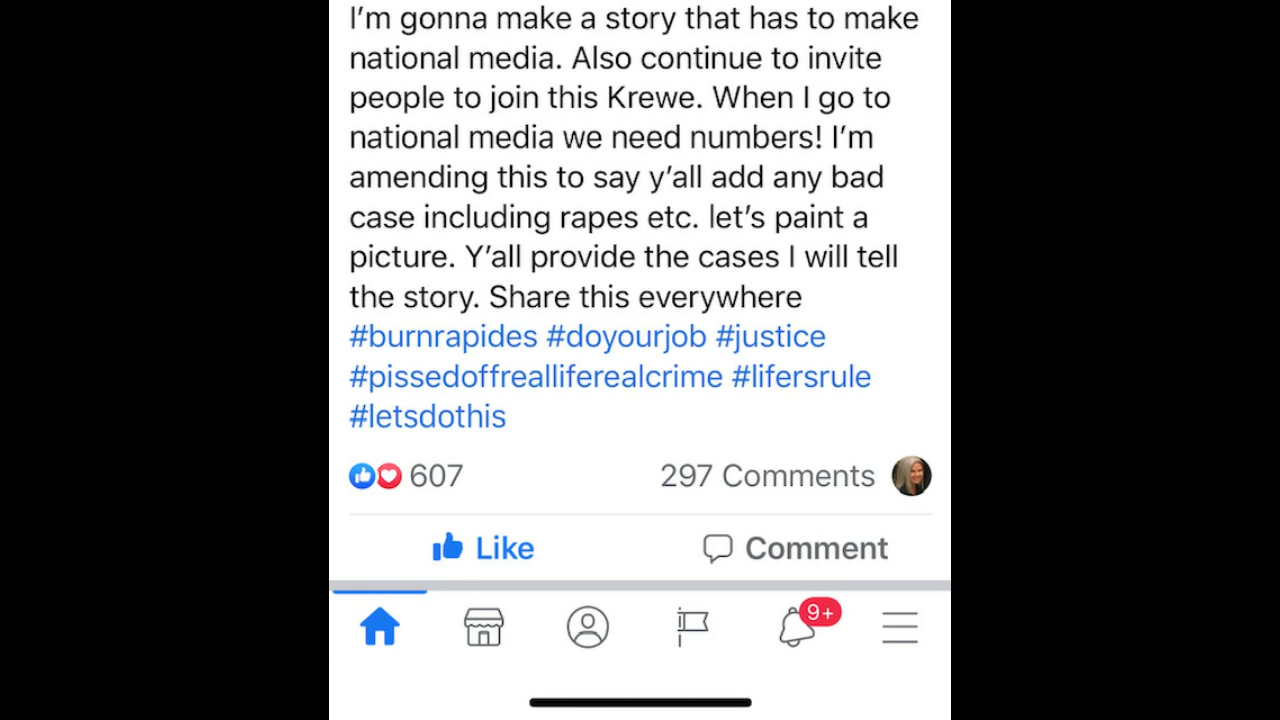 I’m gonna make a story that has to make
national media. Also continue to invite
people to join this Krewe. When I go to
national media we need numbers! I’m
amending this to say y’all add any bad
case including rapes etc. let’s paint a
picture. Y’all provide the cases I will tell
the story. Share this everywhere
#burnrapides #doyourjob #justice
#pissedoffrealliferealcrime #lifersrule
#letsdothis
607 297 Comments
Like Comment
9+